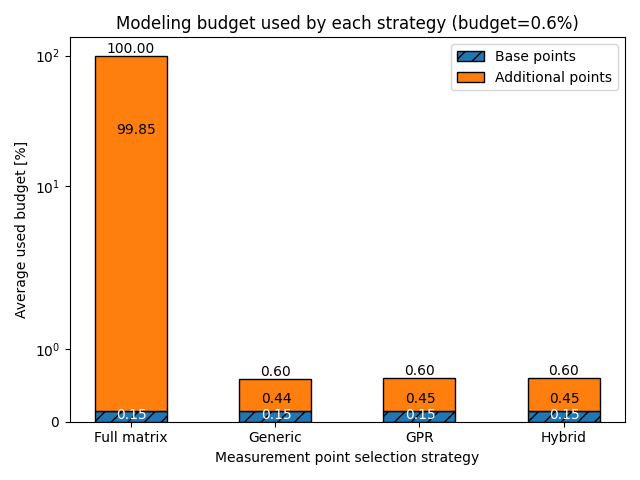 Modeling budget used by each strategy (budget=0.6%)
Base points
Additional points
Average used budget [%]
10²
10¹
10⁰
0
100.00
99.85
0.15
0.60
0.44
0.15
0.60
0.45
0.15
0.60
0.45
0.15
Full matrix
Generic
GPR
Hybrid
Measurement point selection strategy